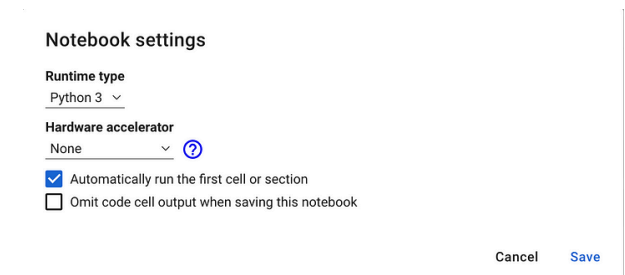 Notebook settings
Runtime type
Python 3
Hardware accelerator
None
Automatically run the first cell or section
Omit code cell output when saving this notebook
Cancel Save